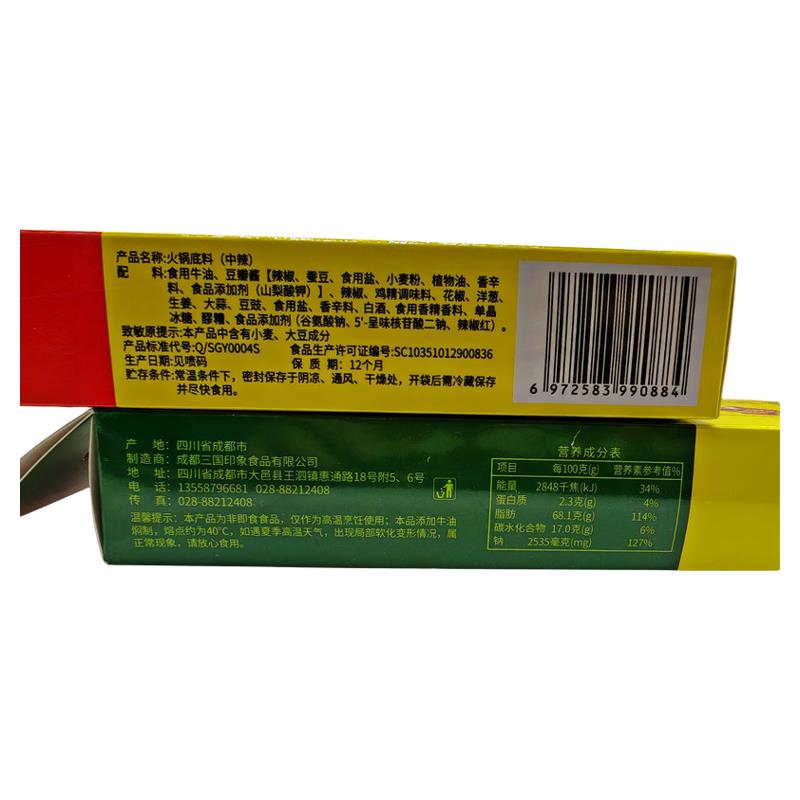 产品名称:火锅底料（中辣）
配 料:食用牛油、豆瓣酱【辣椒、蚕豆、食用盐、小麦粉、植物油、香辛
料、食品添加剂（山梨酸钾）】、辣椒、鸡精调味料、花椒、洋葱、
生姜、大蒜、豆豉、食用盐、香辛料、白酒、食用香精香料、单晶
冰糖、醪糟、食品添加剂（谷氨酸钠、5'-呈味核苷酸二钠、辣椒红）。
致敏原提示:本产品中含有小麦、大豆成分
产品标准代号:Q/SGY0004S 食品生产许可证编号:SC10351012900836
生产日期:见喷码 保 质 期：12个月
贮存条件:常温条件下，密封保存于阴凉、通风、干燥处，开袋后需冷藏保存
并尽快食用。
6 972583 990884
产 地：四川省成都市
制造商：成都三国印象食品有限公司
地 址：四川省成都市大邑县王泗镇惠通路18号附5、6号
电 话：13558796681 028-88212408
传 真：028-88212408
温馨提示：本产品为非即食食品，仅作为高温烹饪使用；本品添加牛油
焖制，熔点约为40℃，如遇夏季高温天气，出现局部软化变形情况，属
正常现象，请放心食用。
营养成分表
项目 每100克(g) 营养素参考值%
能量 2848千焦(kJ) 34%
蛋白质 2.3克(g) 4%
脂肪 68.1克(g) 114%
碳水化合物 17.0克(g) 6%
钠 2535毫克(mg) 127%